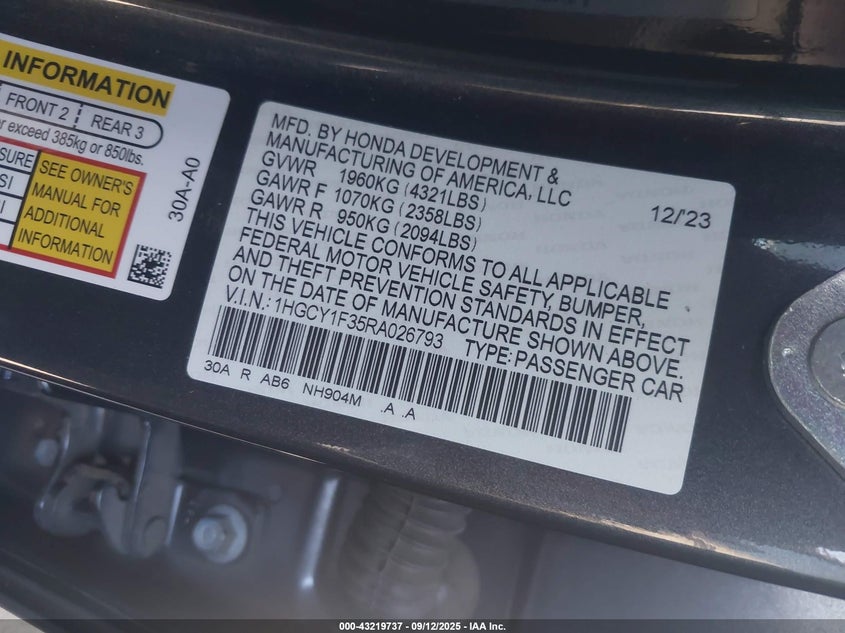 INFORMATION
FRONT 2 REAR 3
exceed 385kg or 850lbs.
SEE OWNER'S
MANUAL FOR
ADDITIONAL
INFORMATION
30A-A0
MFD. BY HONDA DEVELOPMENT &
MANUFACTURING OF AMERICA, LLC
GVWR 1960KG (4321LBS)
GAWR F 1070KG (2358LBS) 12/'23
GAWR R 950KG (2094LBS)
THIS VEHICLE CONFORMS TO ALL APPLICABLE
FEDERAL MOTOR VEHICLE SAFETY, BUMPER,
AND THEFT PREVENTION STANDARDS IN EFFECT
ON THE DATE OF MANUFACTURE SHOWN ABOVE.
V.I.N.: 1HGCY1F35RA026793 TYPE: PASSENGER CAR
30A R AB6 NH904M .A .A
000-43219737 - 09/12/2025 - IAA Inc.